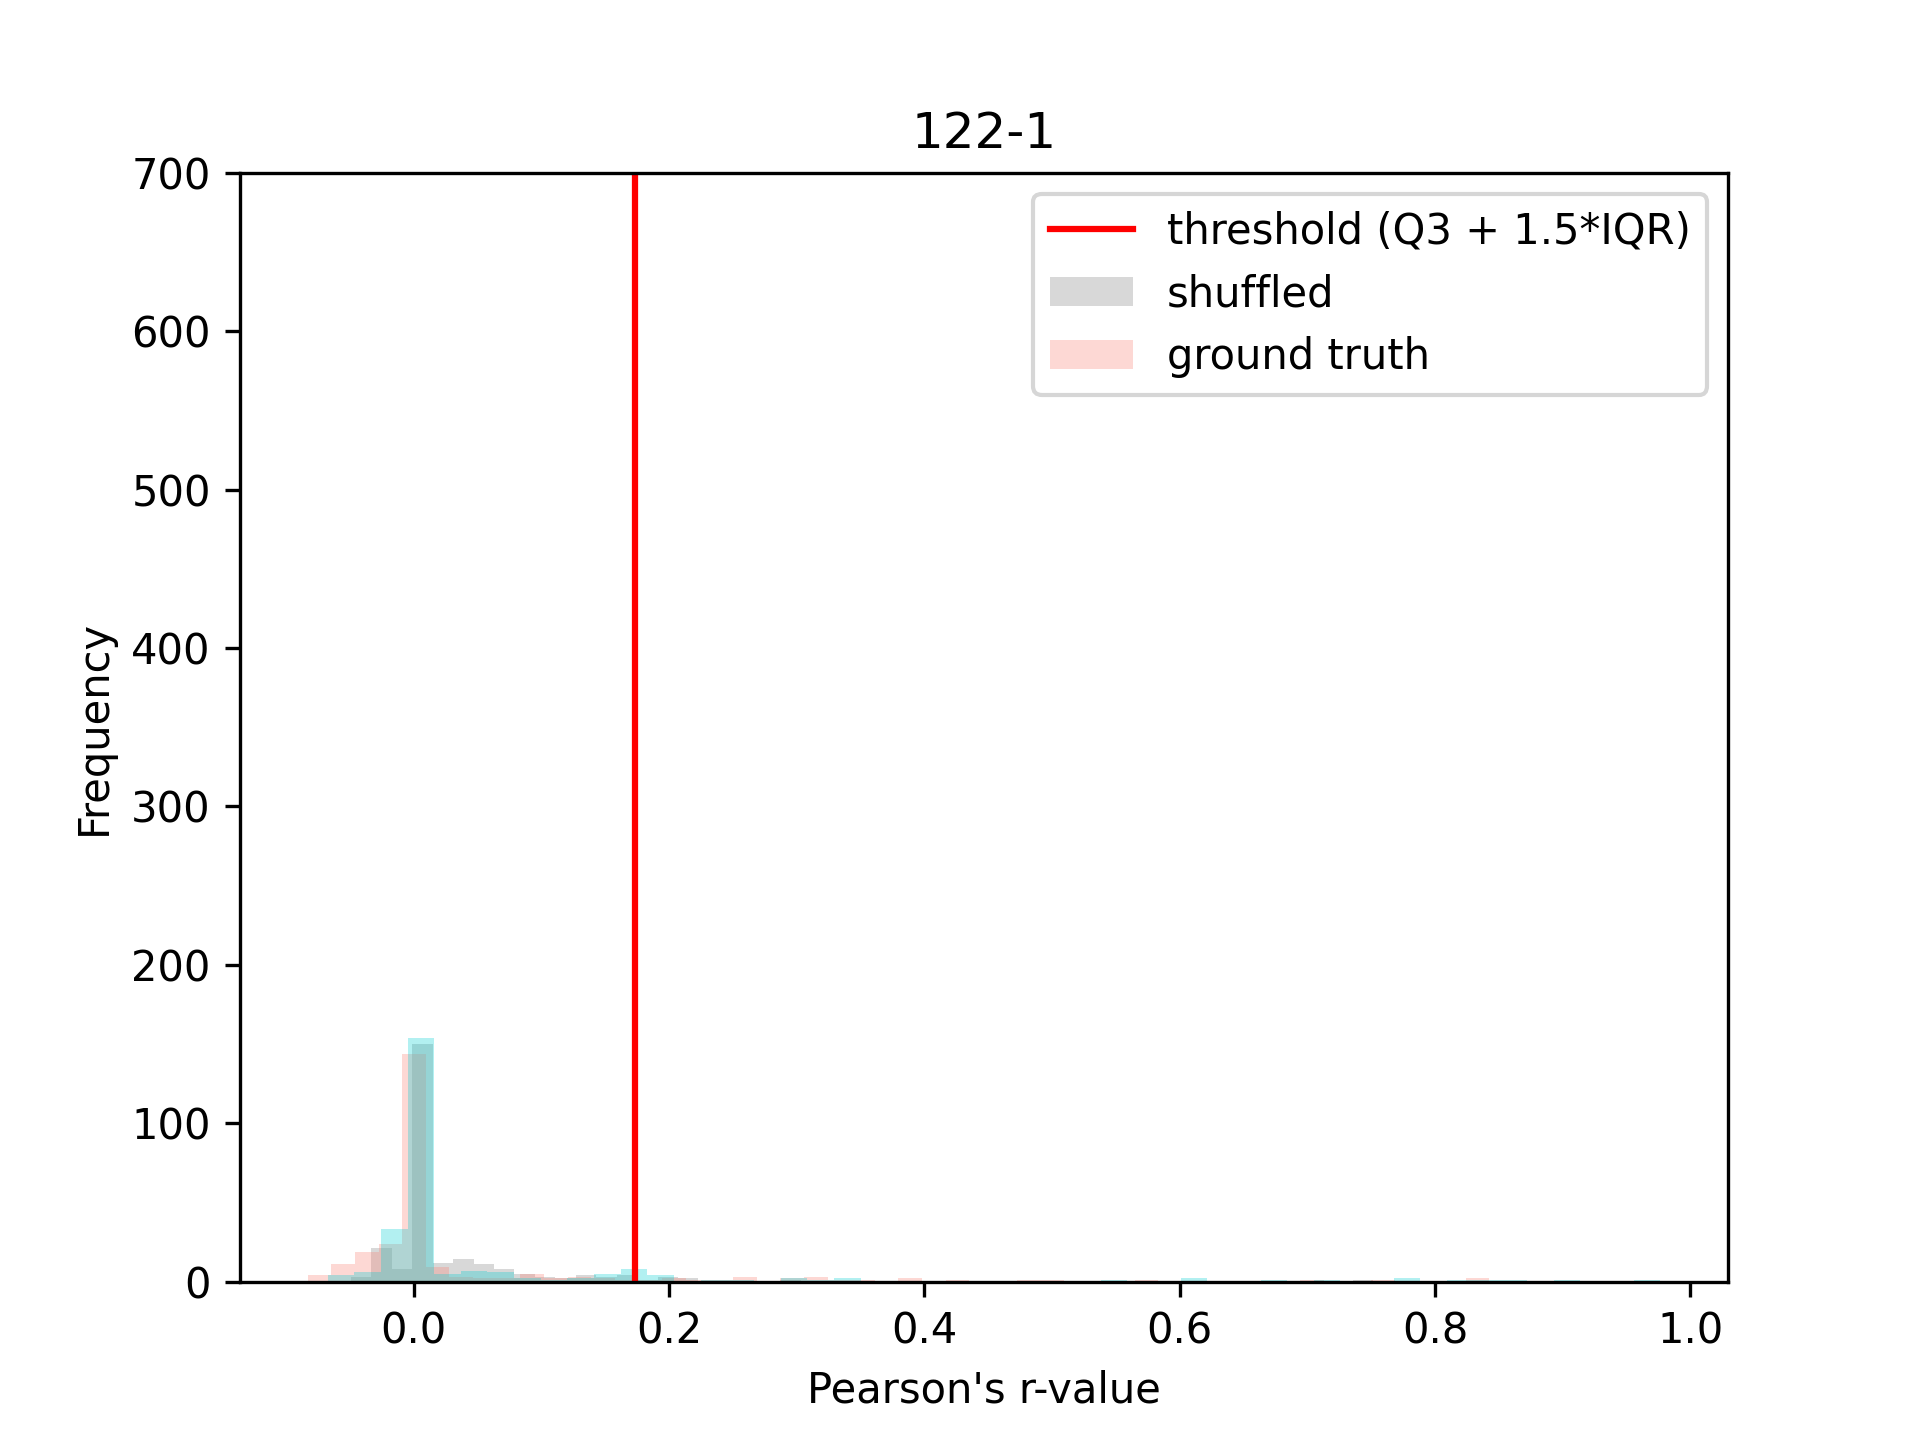 122-1
700
600
500
400
300
200
100
0
Frequency
threshold (Q3 + 1.5*IQR)
shuffled
ground truth
0.0 0.2 0.4 0.6 0.8 1.0
Pearson's r-value